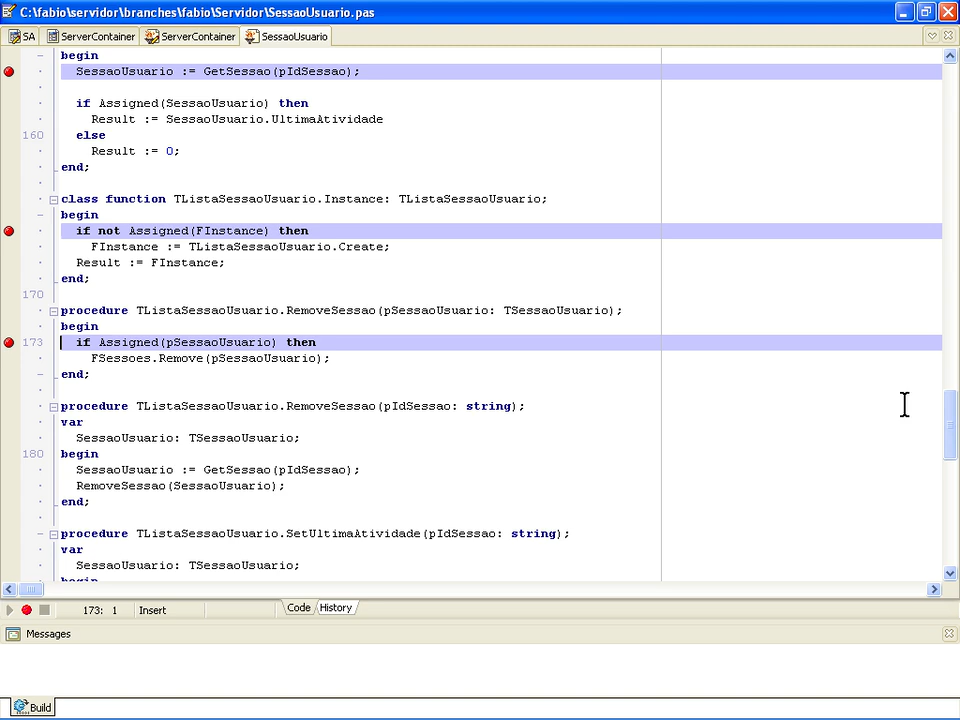 C:\fabio\servidor\branches\fabio\Servidor\SessaoUsuario.pas
SA ServerContainer ServerContainer SessaoUsuario
begin
SessaoUsuario := GetSessao(pIdSessao);
if Assigned(SessaoUsuario) then
Result := SessaoUsuario.UltimaAtividade
160 else
Result := 0;
end;
class function TListaSessaoUsuario.Instance: TListaSessaoUsuario;
begin
if not Assigned(FInstance) then
FInstance := TListaSessaoUsuario.Create;
Result := FInstance;
end;
170
procedure TListaSessaoUsuario.RemoveSessao(pSessaoUsuario: TSessaoUsuario);
begin
173 if Assigned(pSessaoUsuario) then
FSessoes.Remove(pSessaoUsuario);
end;
procedure TListaSessaoUsuario.RemoveSessao(pIdSessao: string);
var
SessaoUsuario: TSessaoUsuario;
180 begin
SessaoUsuario := GetSessao(pIdSessao);
RemoveSessao(SessaoUsuario);
end;
procedure TListaSessaoUsuario.SetUltimaAtividade(pIdSessao: string);
var
SessaoUsuario: TSessaoUsuario;
begin
173: 1 Insert Code History
Messages
Build